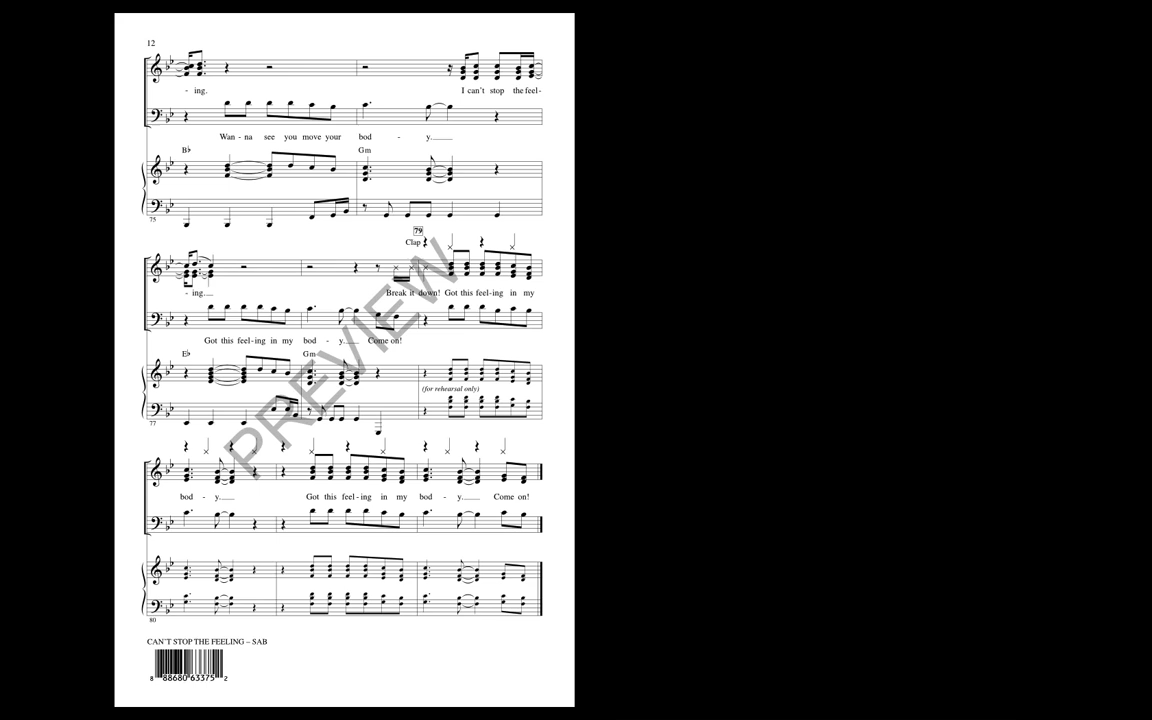 12
- ing. I can't stop the feel-
Wan - na see you move your bod - y.
B♭ Gm
75
79
Clap
- ing. Break it down! Got this feel-ing in my
Got this feel-ing in my bod - y. Come on!
E♭ Gm
(for rehearsal only)
77
PREVIEW
bod - y. Got this feel-ing in my bod - y. Come on!
80
CAN'T STOP THE FEELING – SAB
8 88680 63375 2